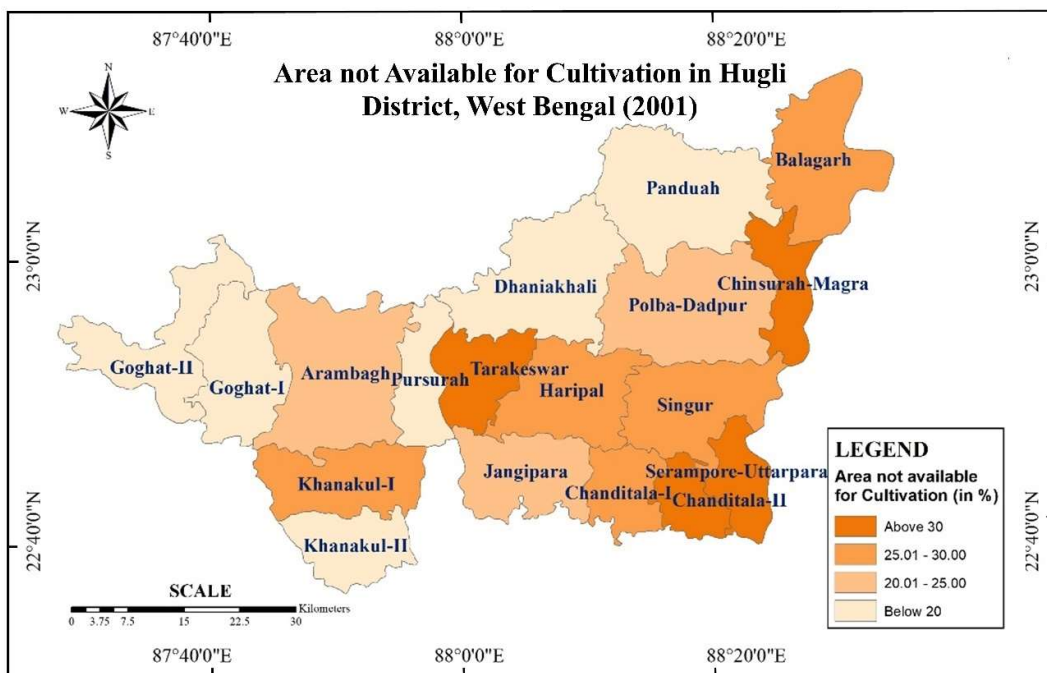 87°40'0"E 88°0'0"E 88°20'0"E
Area not Available for Cultivation in Hugli
District, West Bengal (2001)
N
W E
S
Balagarh
Panduah
23°0'0"N
23°0'0"N
Dhaniakhali
Chinsurah-Magra
Polba-Dadpur
Goghat-II
Goghat-I
Arambagh
Pursurah
Tarakeswar
Haripal
Singur
Khanakul-I
Jangipara
Chanditala-I
Serampore-Uttarpara
Chanditala-II
Khanakul-II
22°40'0"N
22°40'0"N
LEGEND
Area not available
for Cultivation (in %)
Above 30
25.01 - 30.00
20.01 - 25.00
Below 20
SCALE
Kilometers
0 3.75 7.5 15 22.5 30
87°40'0"E 88°0'0"E 88°20'0"E